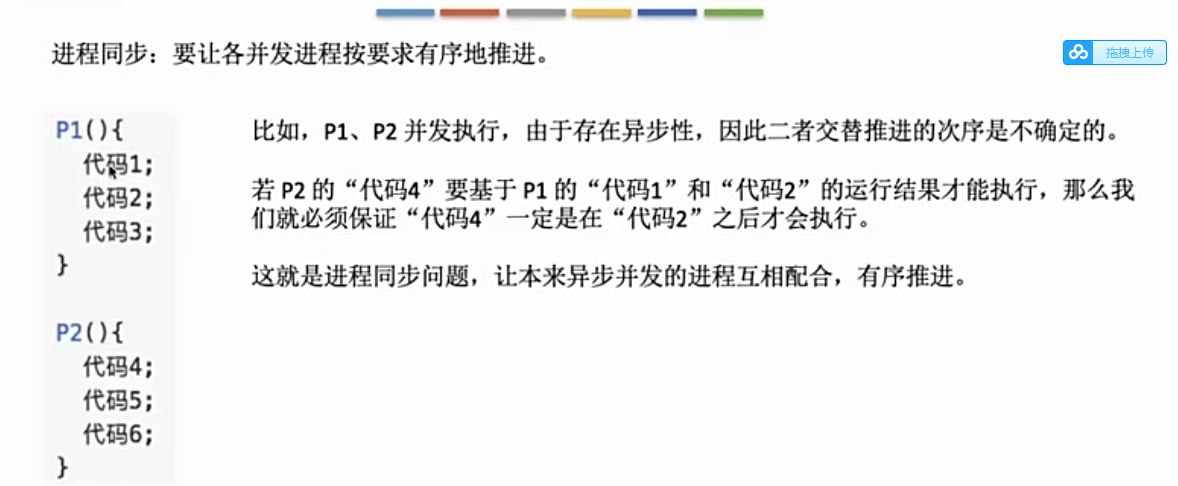 进程同步：要让各并发进程按要求有序地推进。
拖拽上传
P1(){
代码1;
代码2;
代码3;
}
P2(){
代码4;
代码5;
代码6;
}
比如，P1、P2 并发执行，由于存在异步性，因此二者交替推进的次序是不确定的。
若 P2 的“代码4”要基于 P1 的“代码1”和“代码2”的运行结果才能执行，那么我
们就必须保证“代码4”一定是在“代码2”之后才会执行。
这就是进程同步问题，让本来异步并发的进程互相配合，有序推进。